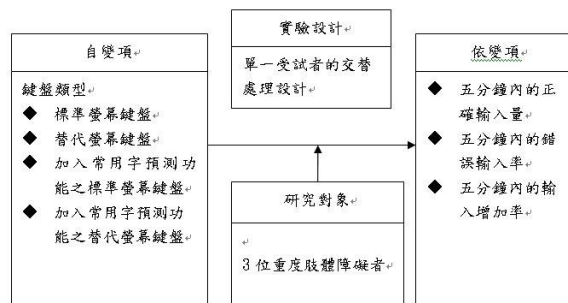 自變項
鍵盤類型
◆ 標準螢幕鍵盤
◆ 替代螢幕鍵盤
◆ 加入常用字預測功
能之標準螢幕鍵盤
◆ 加入常用字預測功
能之替代螢幕鍵盤
實驗設計
單一受試者的交替
處理設計
研究對象
3 位重度肢體障礙者
依變項
◆ 五分鐘內的正
確輸入量
◆ 五分鐘內的錯
誤輸入率
◆ 五分鐘內的輸
入增加率